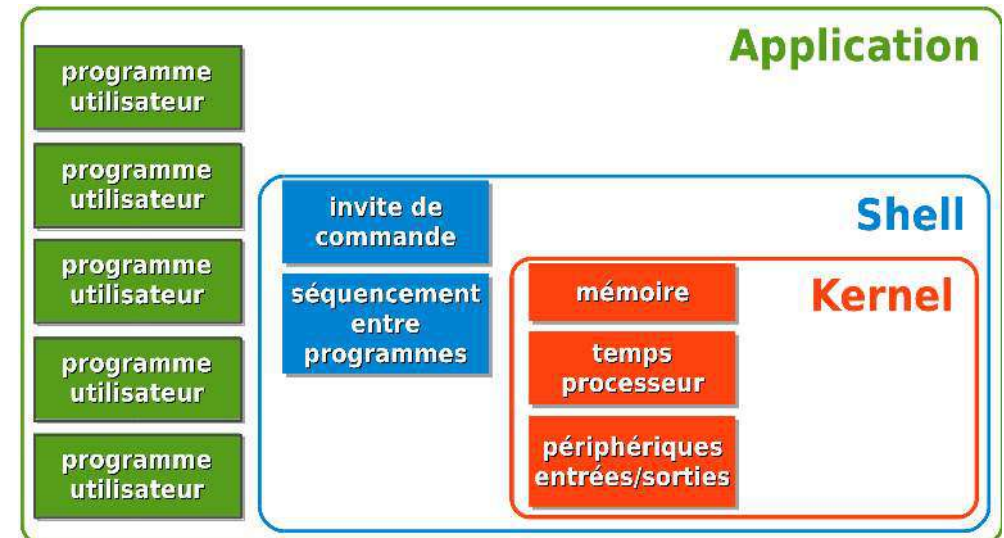 Application
programme
utilisateur
programme
utilisateur
programme
utilisateur
programme
utilisateur
programme
utilisateur
Shell
invite de
commande
séquencement
entre
programmes
Kernel
mémoire
temps
processeur
périphériques
entrées/sorties